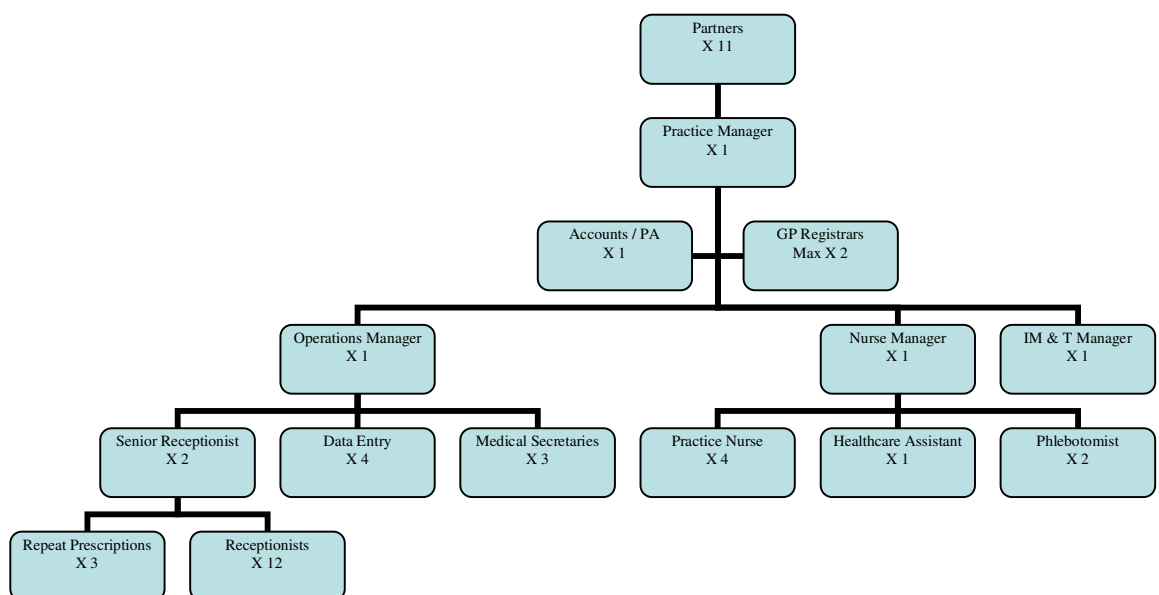 Partners
X 11
Practice Manager
X 1
Accounts / PA
X 1
GP Registrars
Max X 2
Operations Manager
X 1
Nurse Manager
X 1
IM & T Manager
X 1
Senior Receptionist
X 2
Data Entry
X 4
Medical Secretaries
X 3
Practice Nurse
X 4
Healthcare Assistant
X 1
Phlebotomist
X 2
Repeat Prescriptions
X 3
Receptionists
X 12